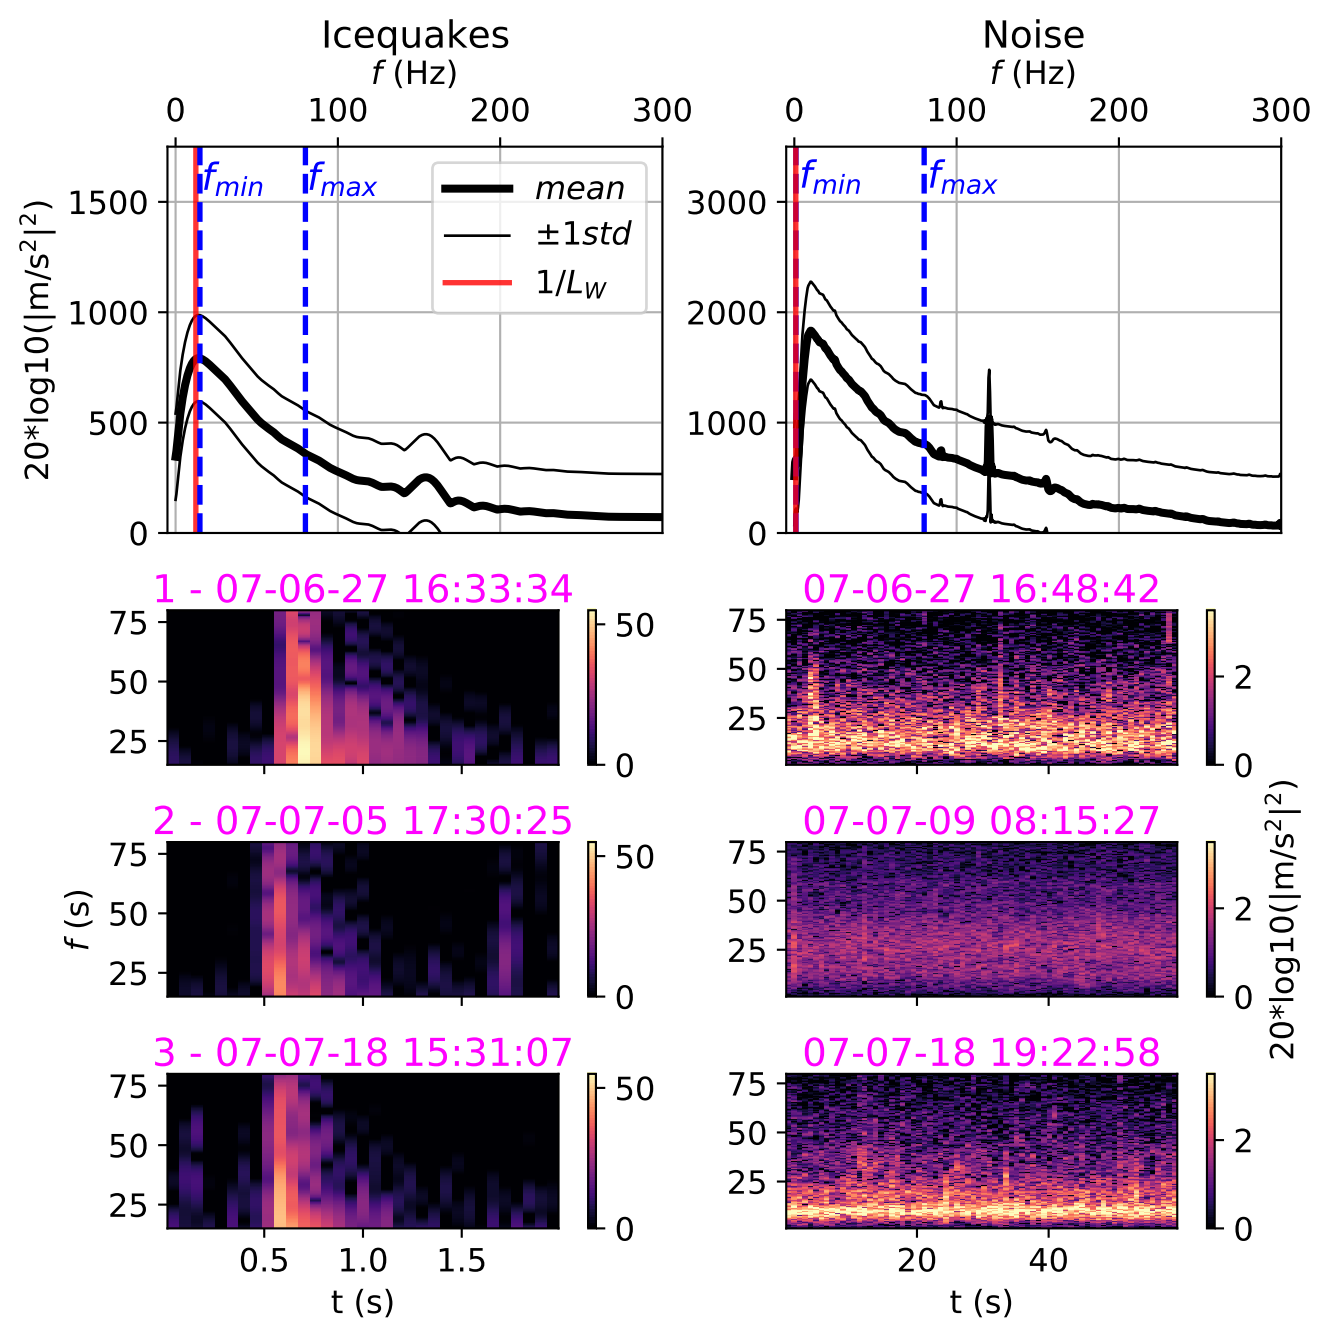 Icequakes
f (Hz)
0 100 200 300
20*log10(|m/s²|²)
1500
1000
500
0
f_min
f_max
mean
±1std
1/L_W
Noise
f (Hz)
0 100 200 300
3000
2000
1000
0
f_min
f_max
1 - 07-06-27 16:33:34
75
50
25
50
0
07-06-27 16:48:42
75
50
25
2
0
2 - 07-07-05 17:30:25
f (s)
75
50
25
50
0
07-07-09 08:15:27
75
50
25
2
0
20*log10(|m/s²|²)
3 - 07-07-18 15:31:07
75
50
25
50
0
0.5 1.0 1.5
t (s)
07-07-18 19:22:58
75
50
25
2
0
20 40
t (s)